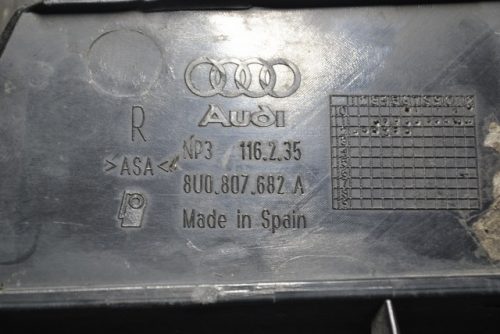 Audi
R
NP3 116.2.35
>ASA<
8U0.807.682 A
Made in Spain